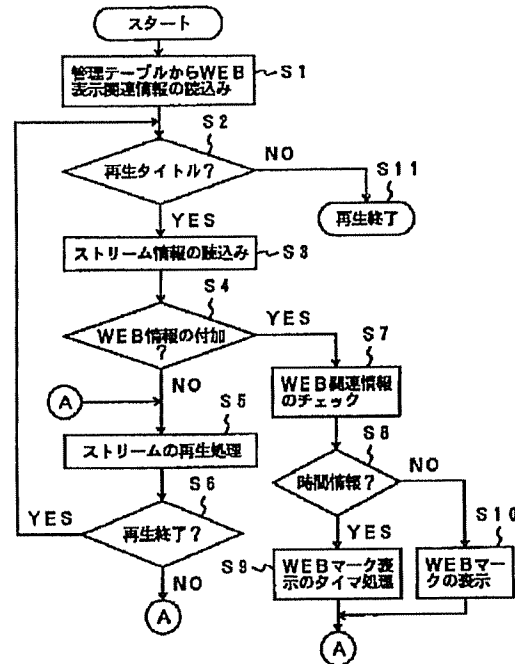 スタート
管理テーブルからWEB
表示関連情報の読込み
S1
S2
再生タイトル?
NO
S11
再生終了
YES
ストリーム情報の読込み
S3
S4
WEB情報の付加
?
YES
S7
WEB関連情報
のチェック
NO
A
S5
ストリームの再生処理
S8
時間情報?
NO
S6
再生終了?
YES
NO
A
YES
S9
WEBマーク表
示のタイマ処理
S10
WEBマー
クの表示
A